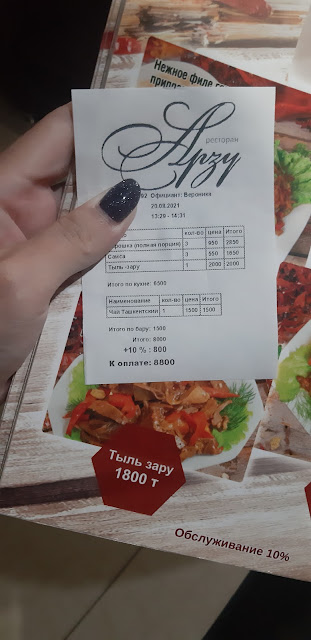 Нежное филе
ресторан
Арзу
92 Официант: Вероника
23.08.2021
13:29 - 14:31
кол-во цена Итого
(полная порция) 3 950 2850
Самса 3 550 1650
Тыль -зару 1 2000 2000
Итого по кухне: 6500
Наименование кол-во цена Итого
Чай Ташкентский 1 1500 1500
Итого по бару: 1500
Итого: 8000
+10 % : 800
К оплате: 8800
Тыль зару
1800 т
Обслуживание 10%